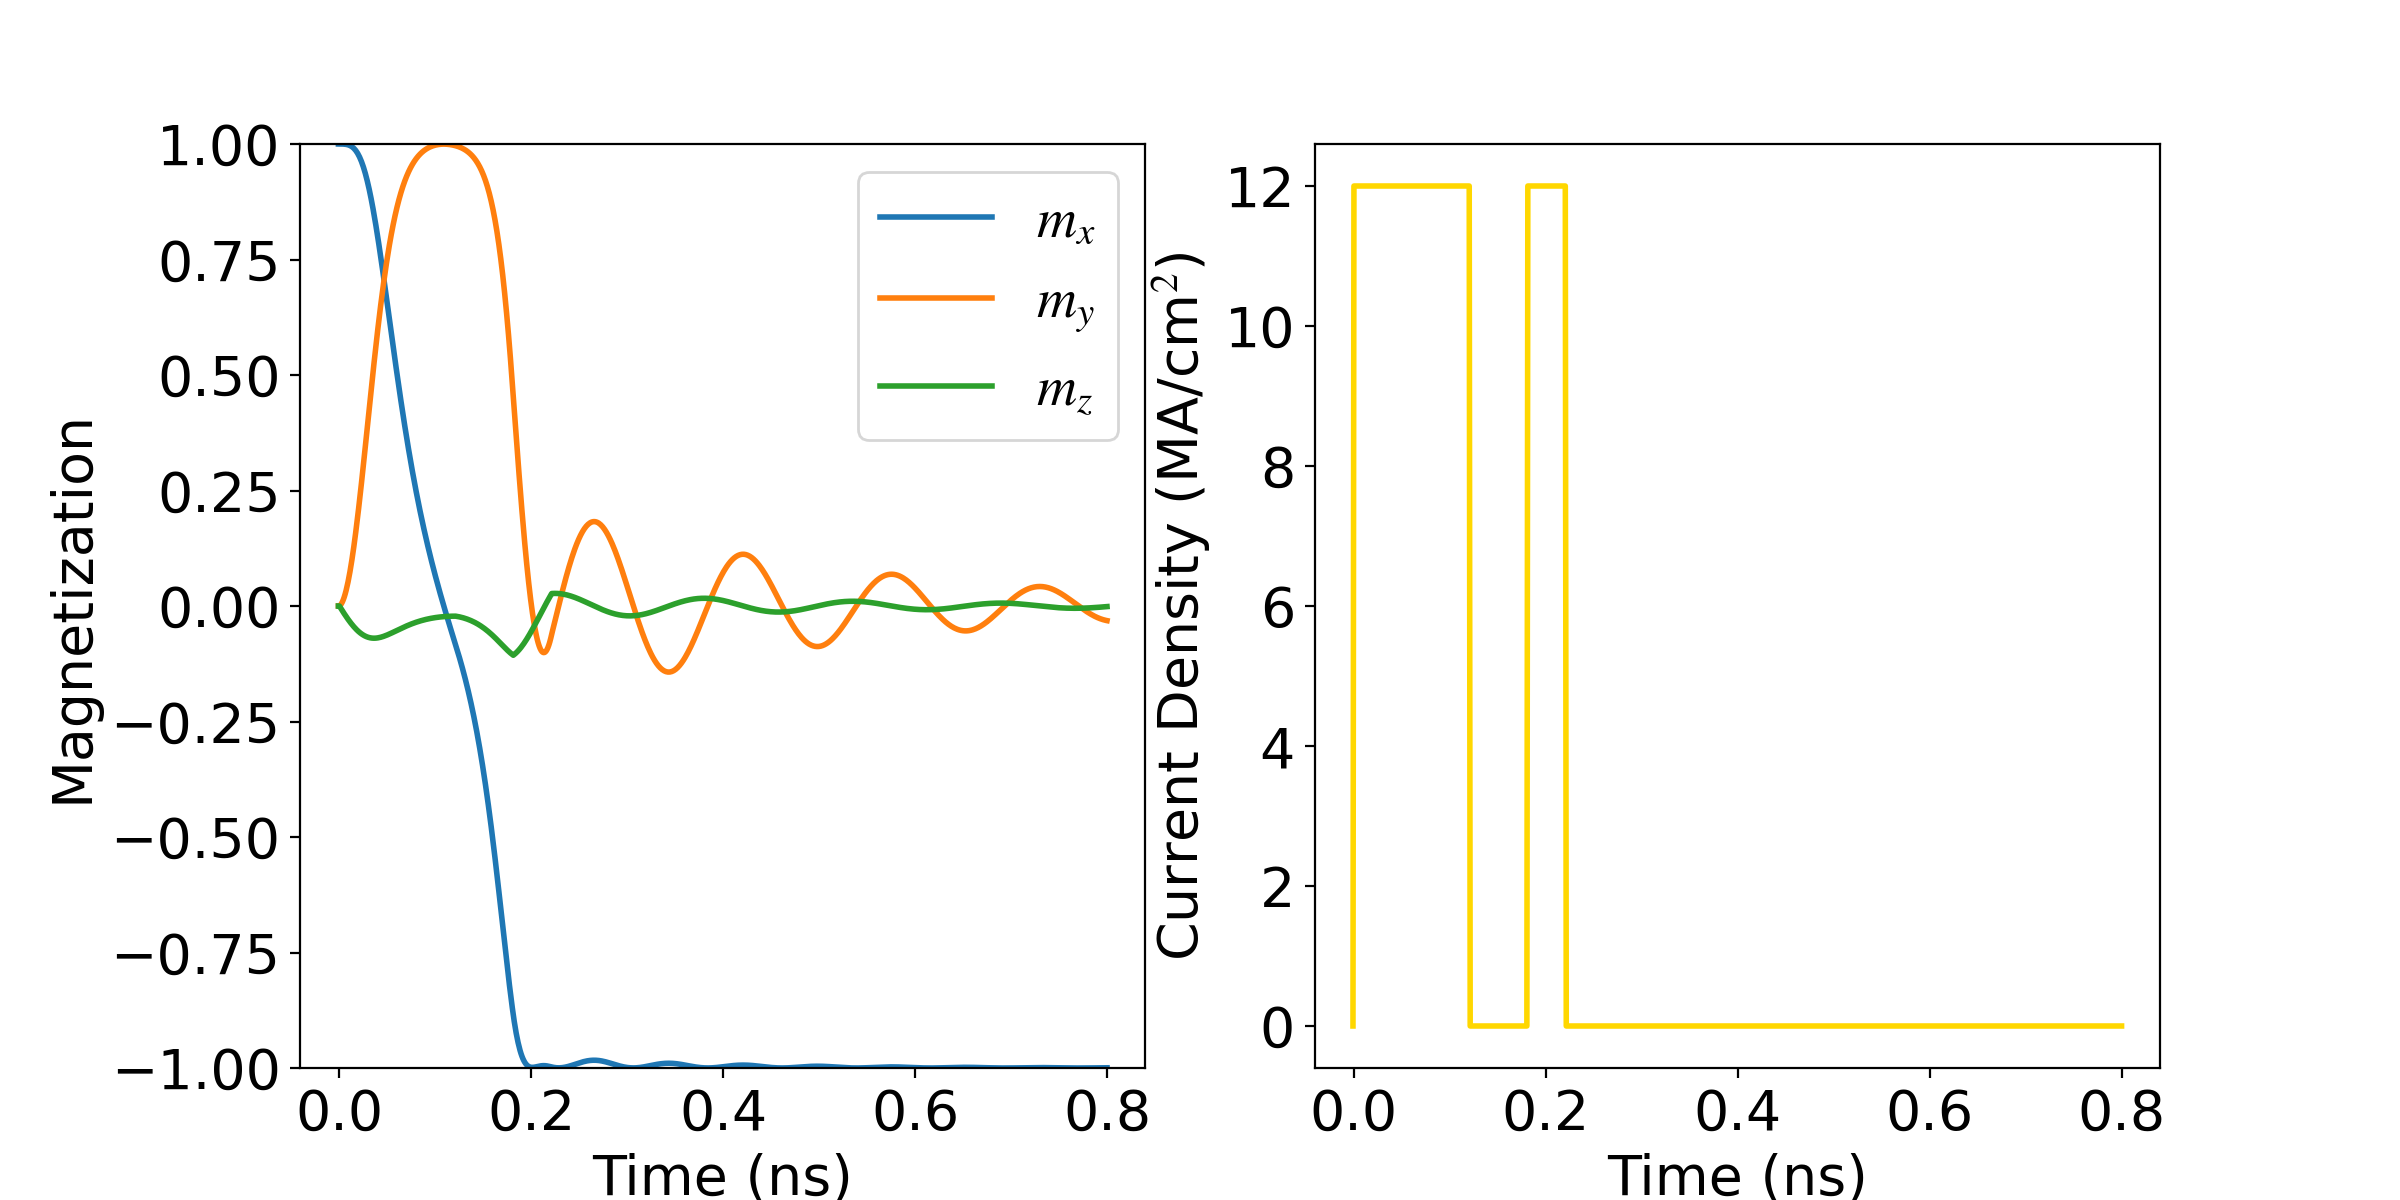 Magnetization
1.00
0.75
0.50
0.25
0.00
−0.25
−0.50
−0.75
−1.00
0.0 0.2 0.4 0.6 0.8
Time (ns)
m_x
m_y
m_z
Current Density (MA/cm²)
12
10
8
6
4
2
0
0.0 0.2 0.4 0.6 0.8
Time (ns)